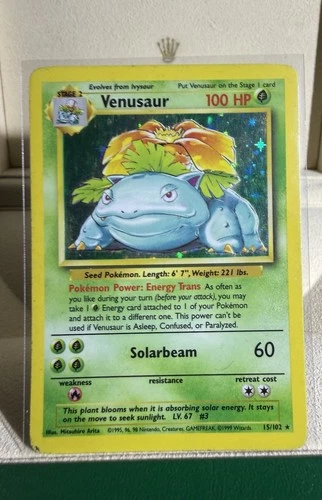 Evolves from Ivysaur
Put Venusaur on the Stage 1 card
STAGE 2
Venusaur
100 HP
Seed Pokémon. Length: 6' 7", Weight: 221 lbs.
Pokémon Power: Energy Trans As often as
you like during your turn (before your attack), you may
take 1 Energy card attached to 1 of your Pokémon
and attach it to a different one. This power can't be
used if Venusaur is Asleep, Confused, or Paralyzed.
Solarbeam 60
weakness
resistance
retreat cost
This plant blooms when it is absorbing solar energy. It stays
on the move to seek sunlight. LV. 67 #3
Illus. Mitsuhiro Arita
©1995, 96, 98 Nintendo, Creatures, GAMEFREAK. ©1999 Wizards.
15/102 ★